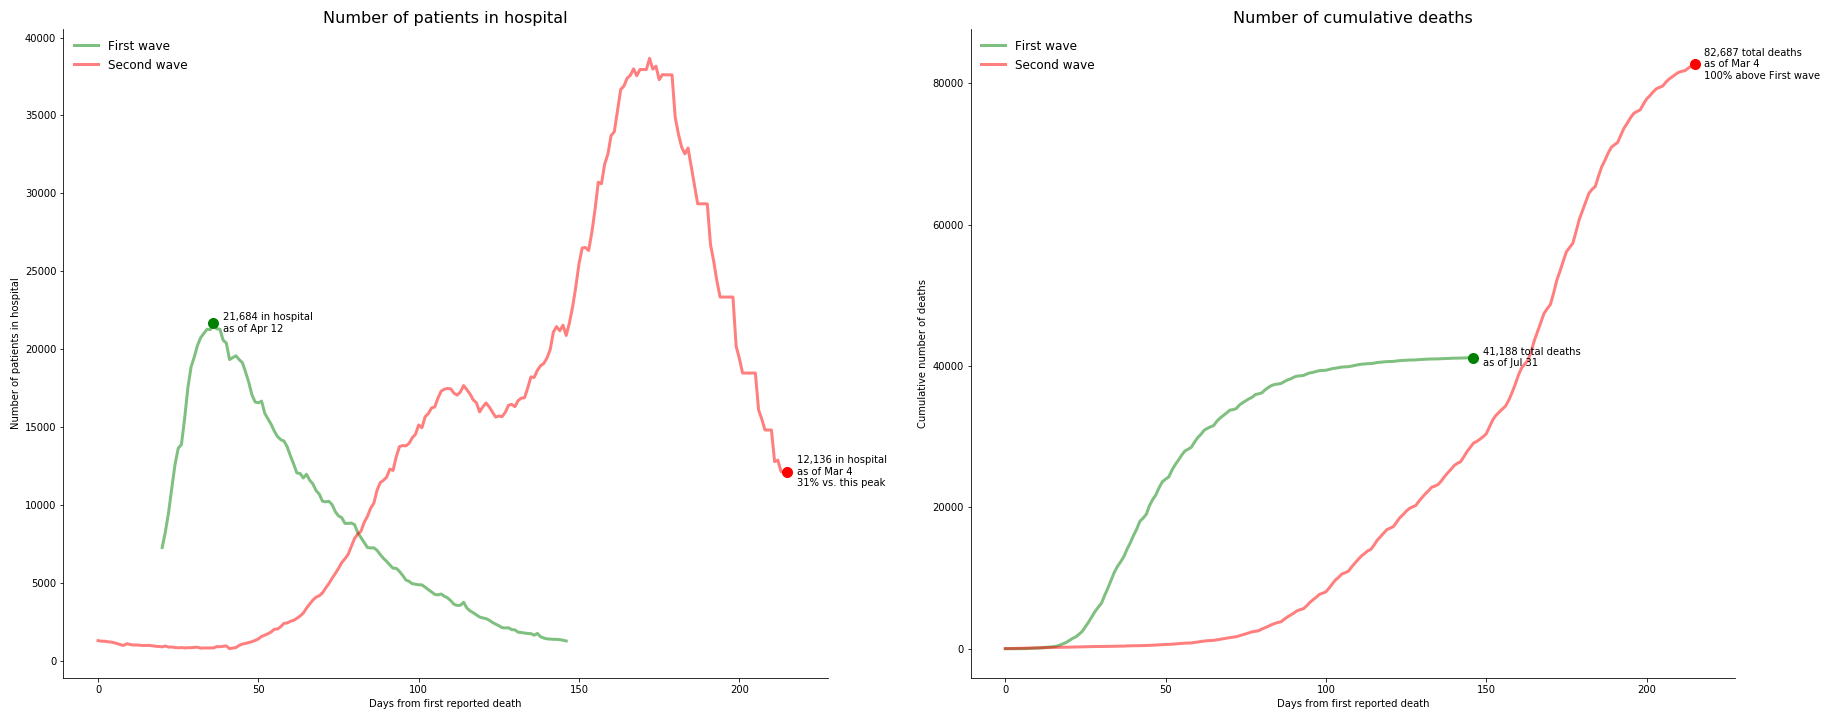 Number of patients in hospital
First wave
Second wave
40000
35000
30000
25000
20000
15000
10000
5000
0
Number of patients in hospital
21,684 in hospital
as of Apr 12
12,136 in hospital
as of Mar 4
31% vs. this peak
0
50
100
150
200
Days from first reported death
Number of cumulative deaths
First wave
Second wave
80000
60000
40000
20000
0
Cumulative number of deaths
82,687 total deaths
as of Mar 4
100% above First wave
41,188 total deaths
as of Jul 31
0
50
100
150
200
Days from first reported death